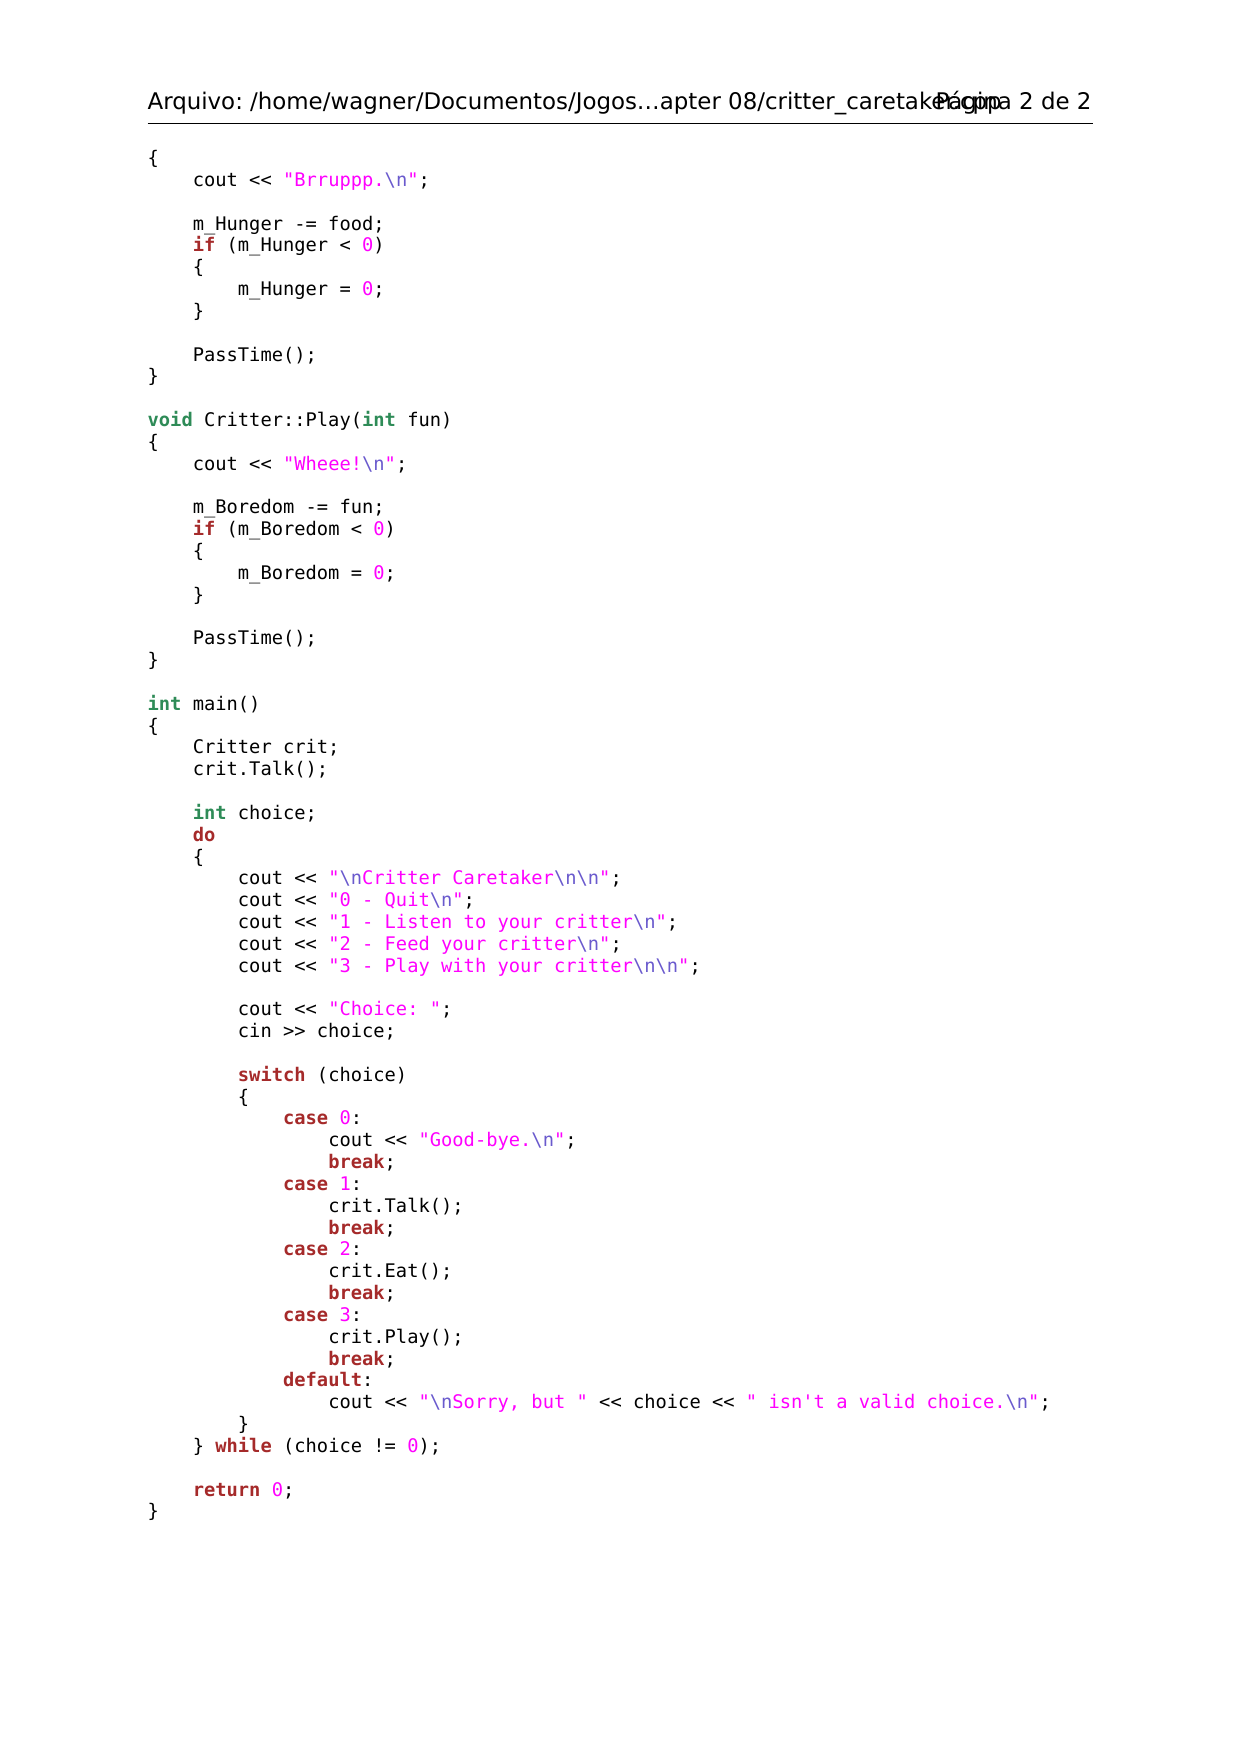 Arquivo: /home/wagner/Documentos/Jogos...apter 08/critter_caretaker.cpp Página 2 de 2
{
    cout << "Brruppp.\n";

    m_Hunger -= food;
    if (m_Hunger < 0)
    {
        m_Hunger = 0;
    }

    PassTime();
}

void Critter::Play(int fun)
{
    cout << "Wheee!\n";

    m_Boredom -= fun;
    if (m_Boredom < 0)
    {
        m_Boredom = 0;
    }

    PassTime();
}

int main()
{
    Critter crit;
    crit.Talk();

    int choice;
    do
    {
        cout << "\nCritter Caretaker\n\n";
        cout << "0 - Quit\n";
        cout << "1 - Listen to your critter\n";
        cout << "2 - Feed your critter\n";
        cout << "3 - Play with your critter\n\n";

        cout << "Choice: ";
        cin >> choice;

        switch (choice)
        {
            case 0:
                cout << "Good-bye.\n";
                break;
            case 1:
                crit.Talk();
                break;
            case 2:
                crit.Eat();
                break;
            case 3:
                crit.Play();
                break;
            default:
                cout << "\nSorry, but " << choice << " isn't a valid choice.\n";
        }
    } while (choice != 0);

    return 0;
}